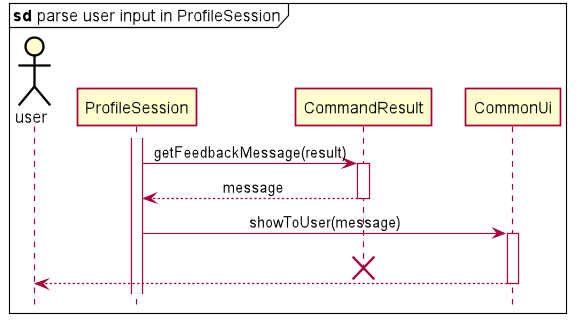 sd parse user input in ProfileSession
user
ProfileSession
CommandResult
CommonUi
getFeedbackMessage(result)
message
showToUser(message)